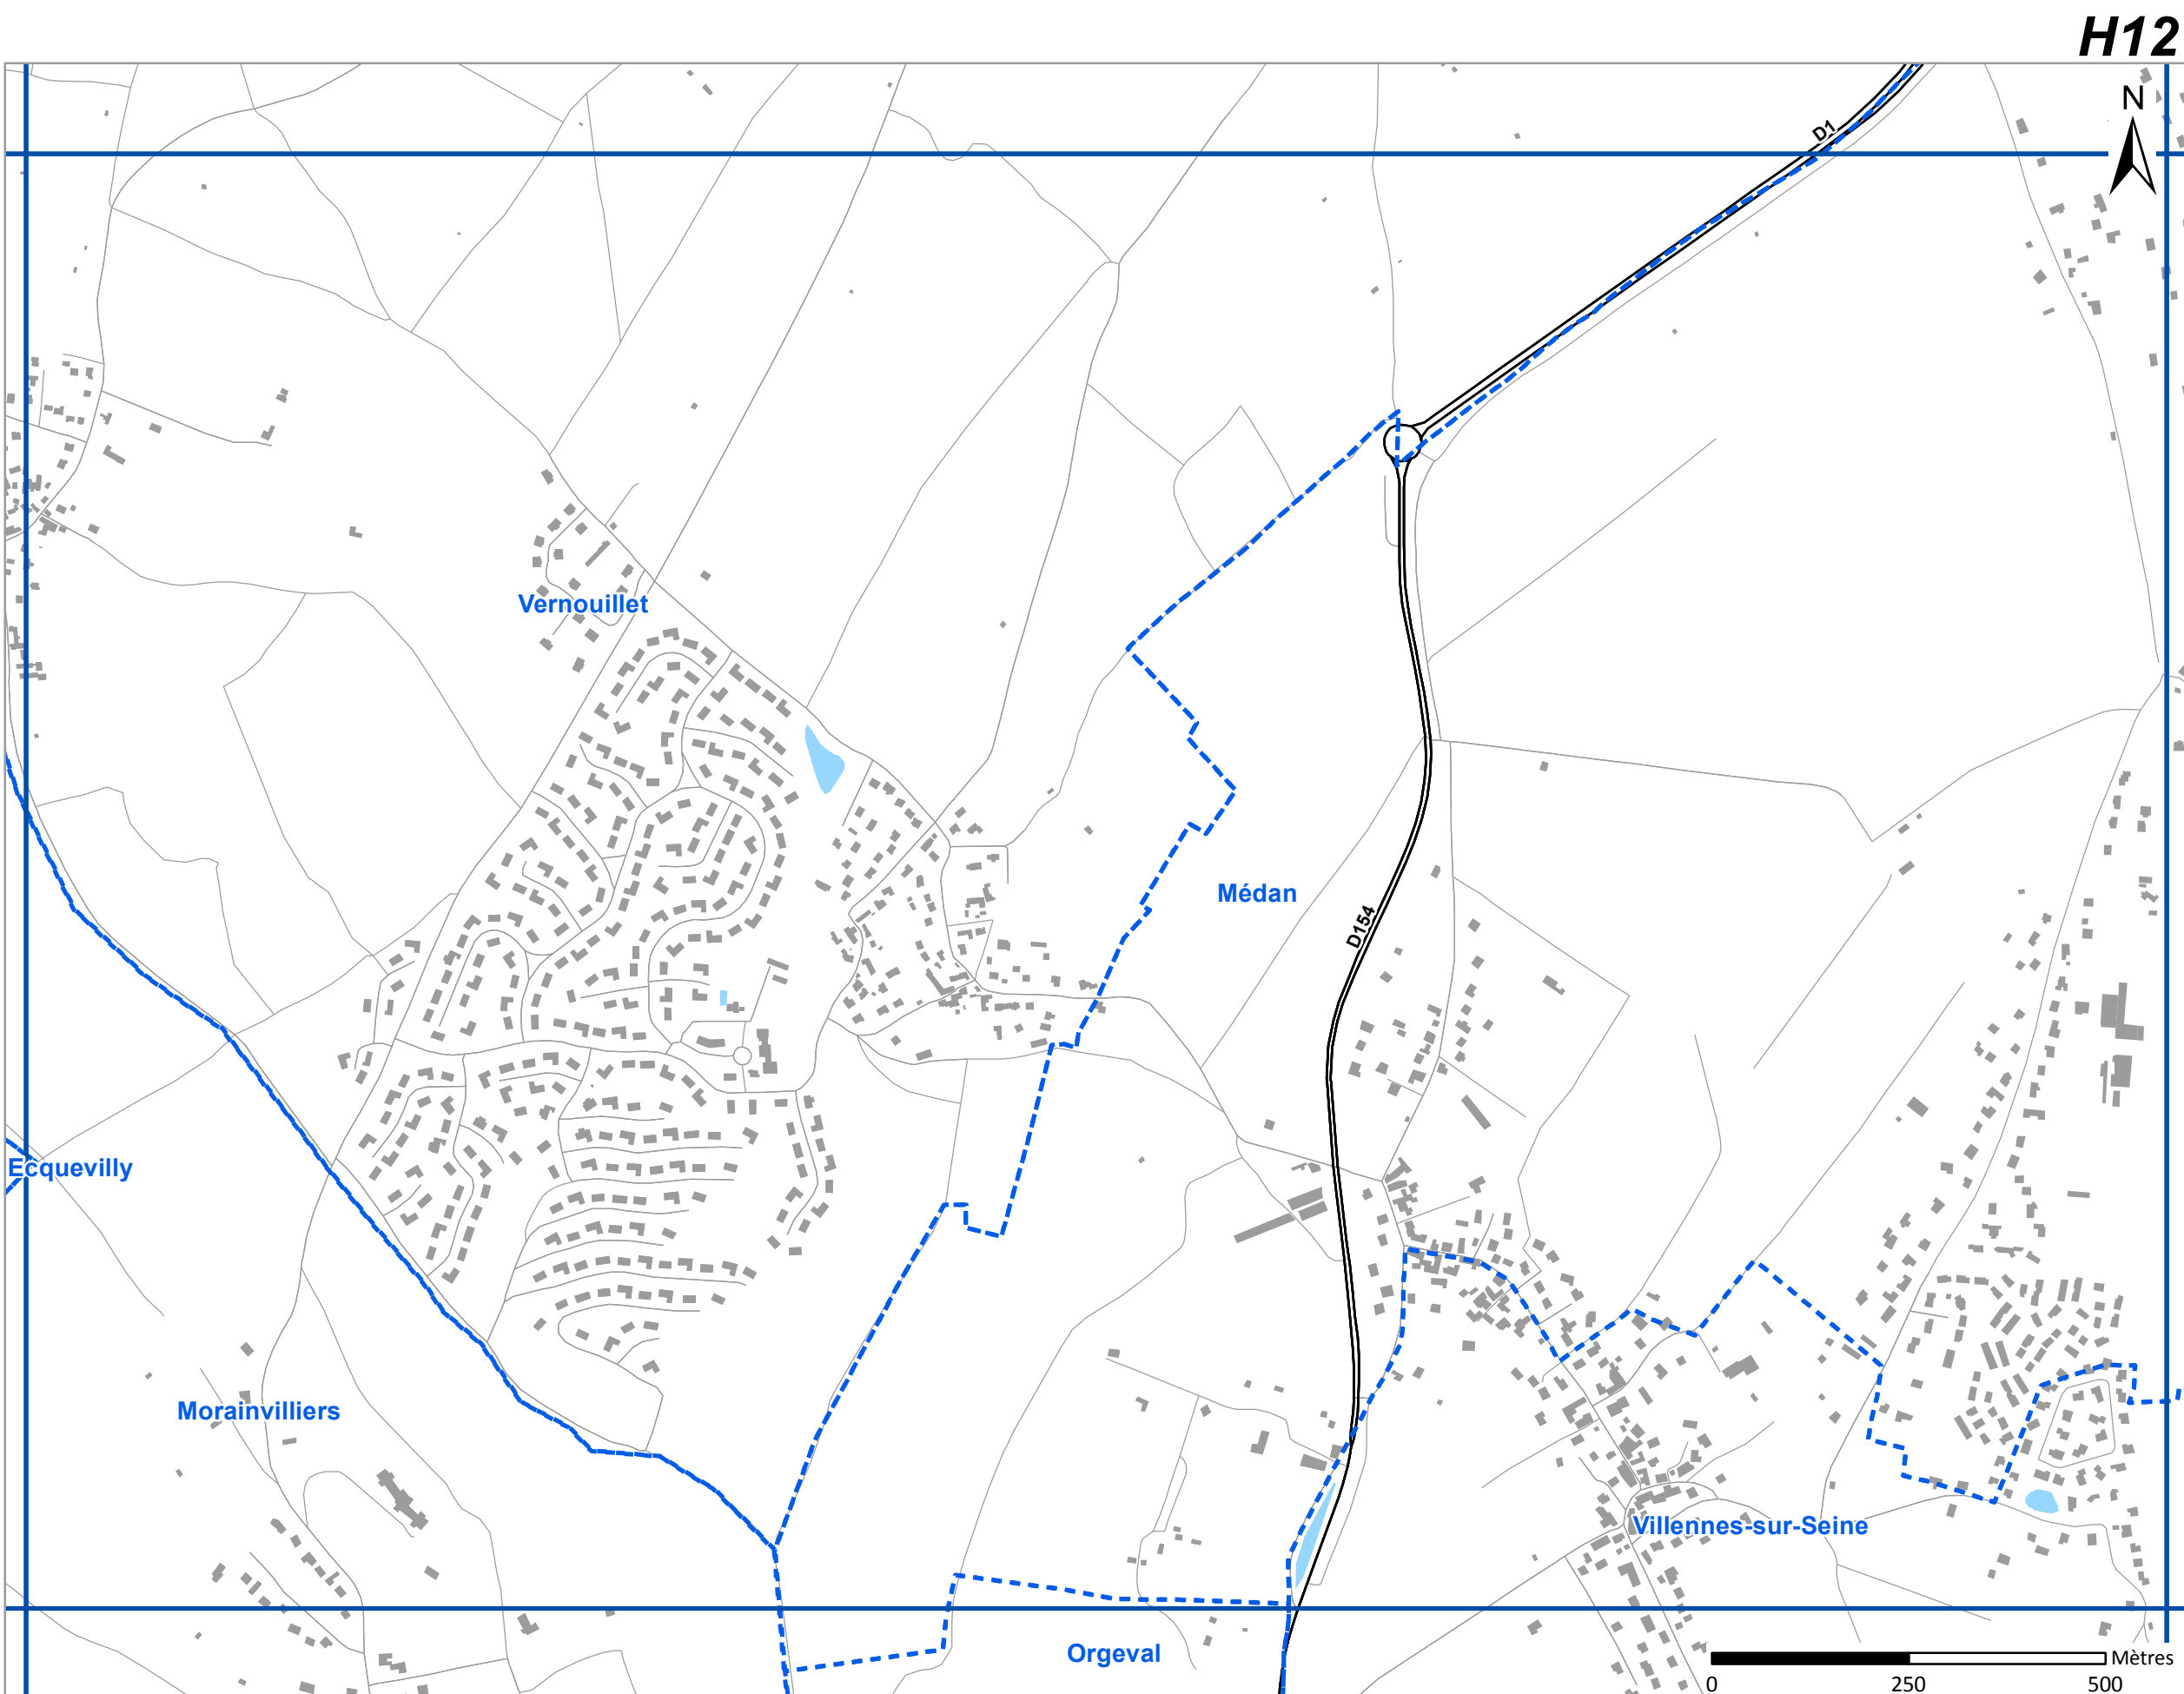 H12
N
D1
Vernouillet
Médan
D154
Ecquevilly
Morainvilliers
Villennes-sur-Seine
Orgeval
Mètres
0 250 500